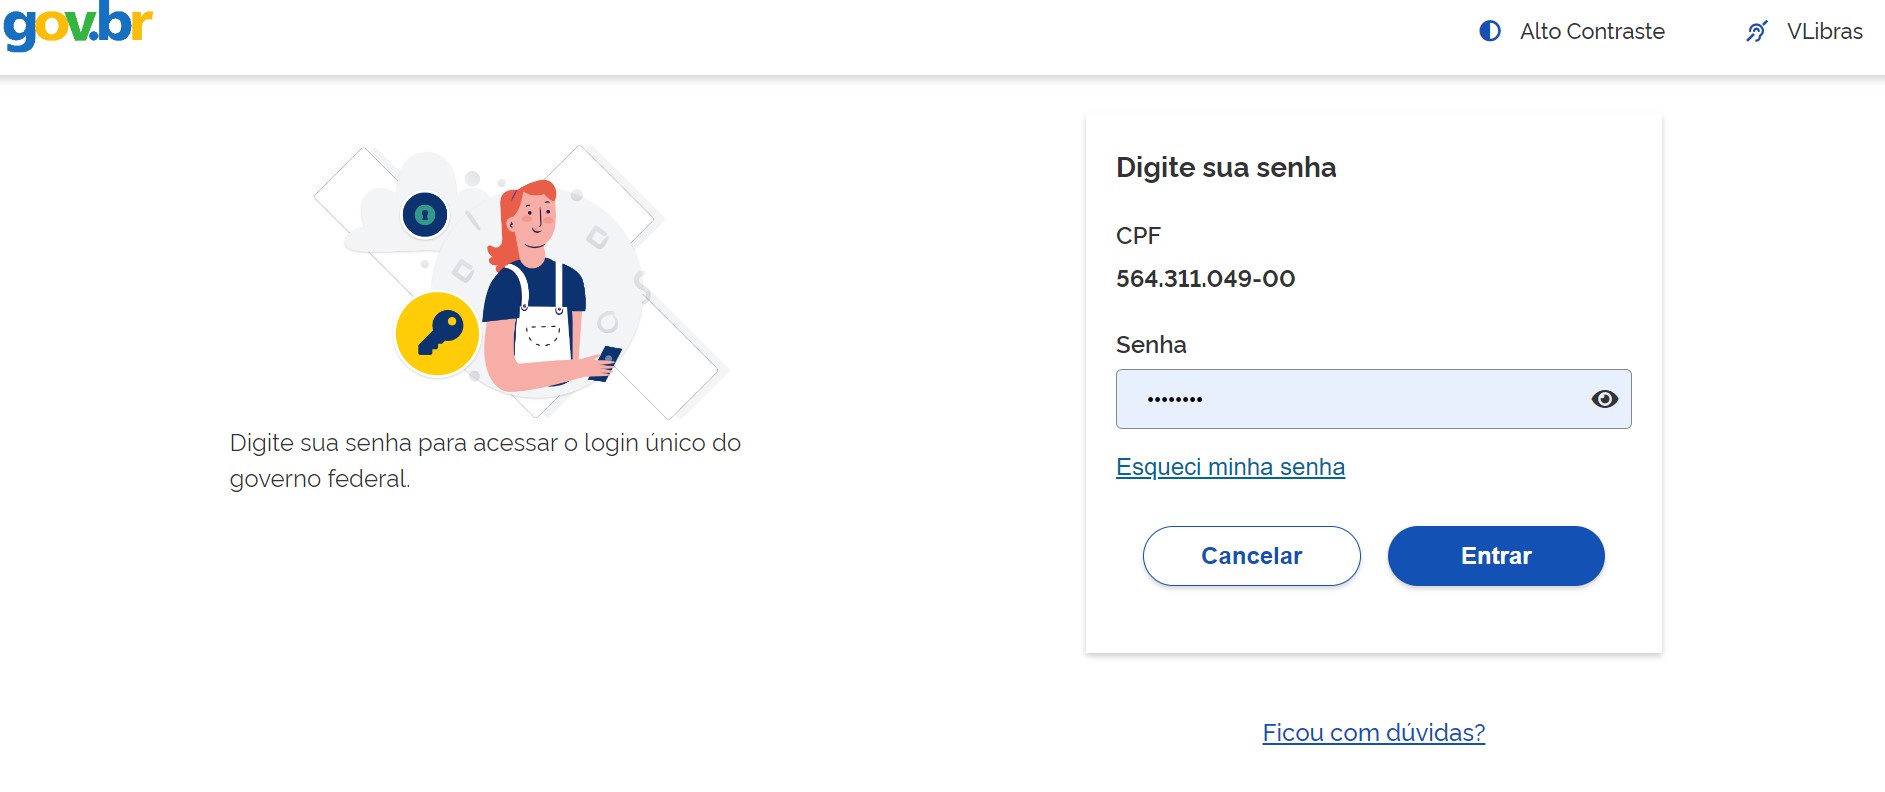 gov.br
Alto Contraste
VLibras
Digite sua senha para acessar o login único do
governo federal.
Digite sua senha
CPF
564.311.049-00
Senha
••••••••
Esqueci minha senha
Cancelar
Entrar
Ficou com dúvidas?